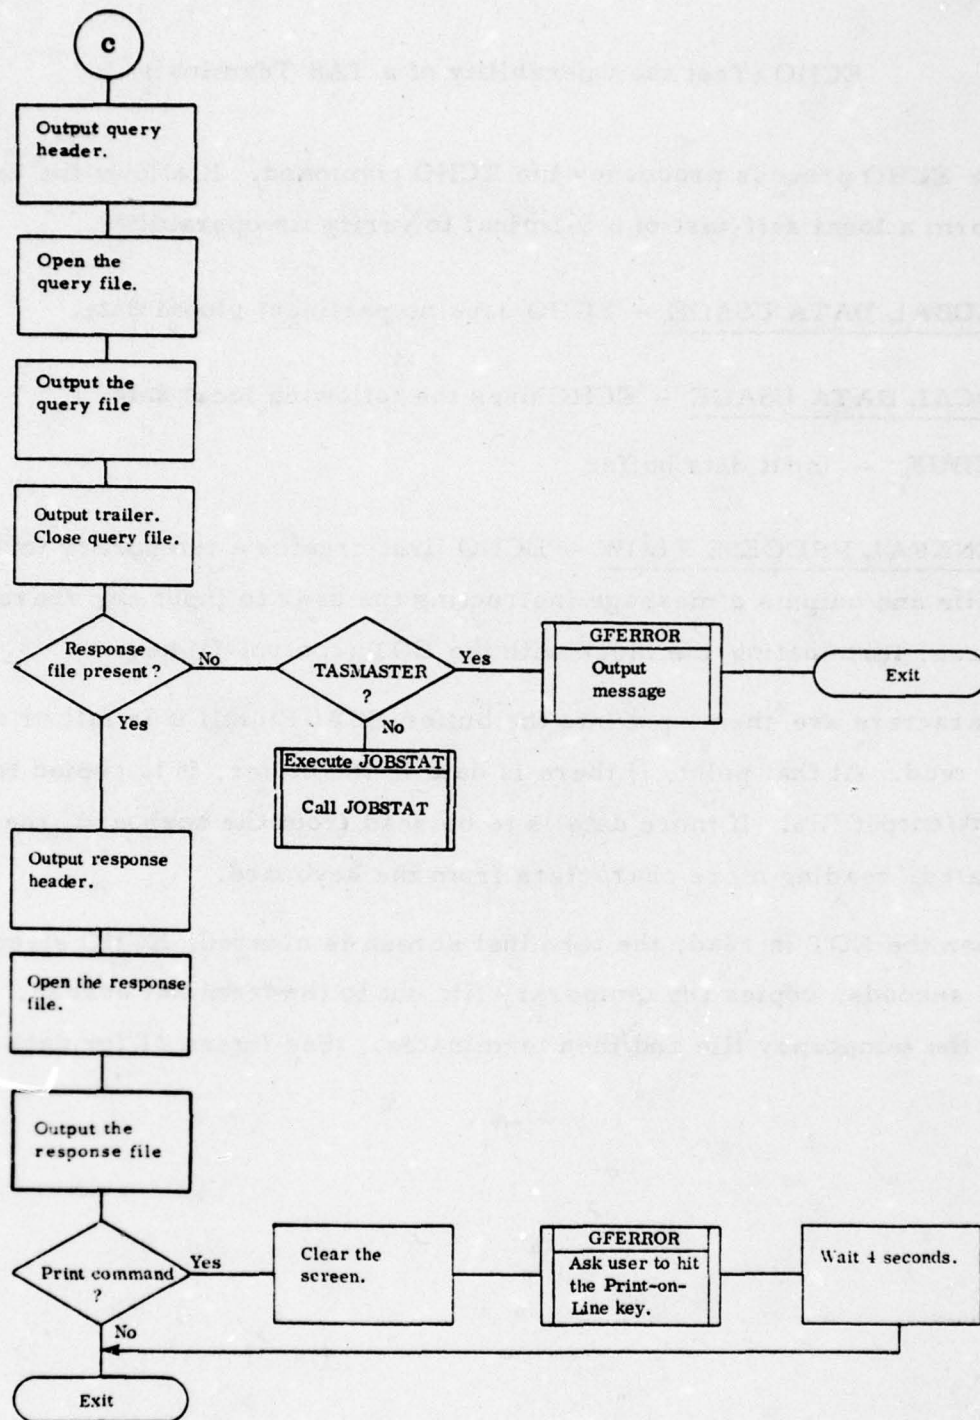 C
Output query
header.
Open the
query file.
Output the
query file
Output trailer.
Close query file.
Response
file present ?
No
Yes
TASMASTER
?
Yes
No
GFERROR
Output
message
Exit
Execute JOBSTAT
Call JOBSTAT
Output response
header.
Open the response
file.
Output the
response file
Print command
?
Yes
No
Clear the
screen.
GFERROR
Ask user to hit
the Print-on-
Line key.
Wait 4 seconds.
Exit